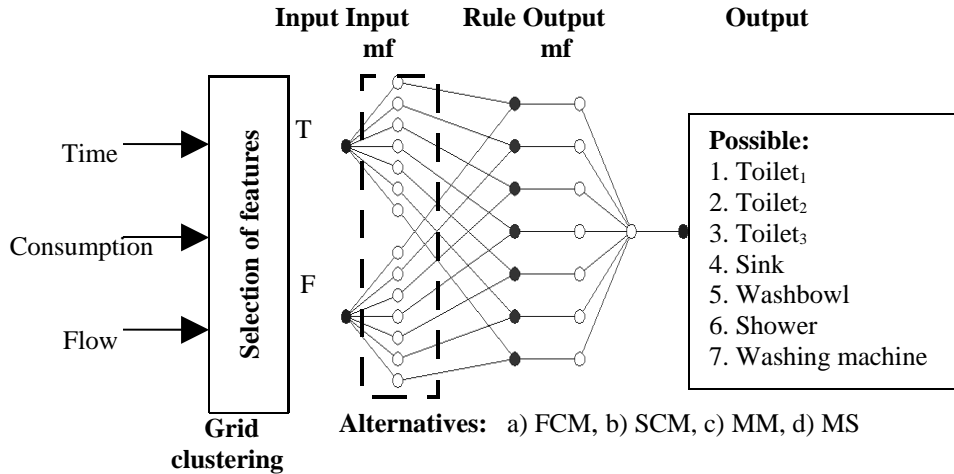 Input Input Rule Output Output
mf mf
Time
Consumption
Flow
Selection of features
Grid
clustering
T
F
Possible:
1. Toilet₁
2. Toilet₂
3. Toilet₃
4. Sink
5. Washbowl
6. Shower
7. Washing machine
Alternatives: a) FCM, b) SCM, c) MM, d) MS